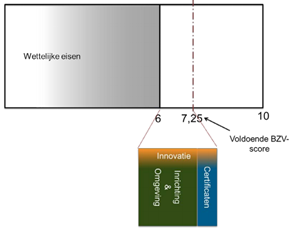 Wettelijke eisen
6
7,25
10
Voldoende BZV-
score
Innovatie
Inrichting
&
Omgeving
Certificaten